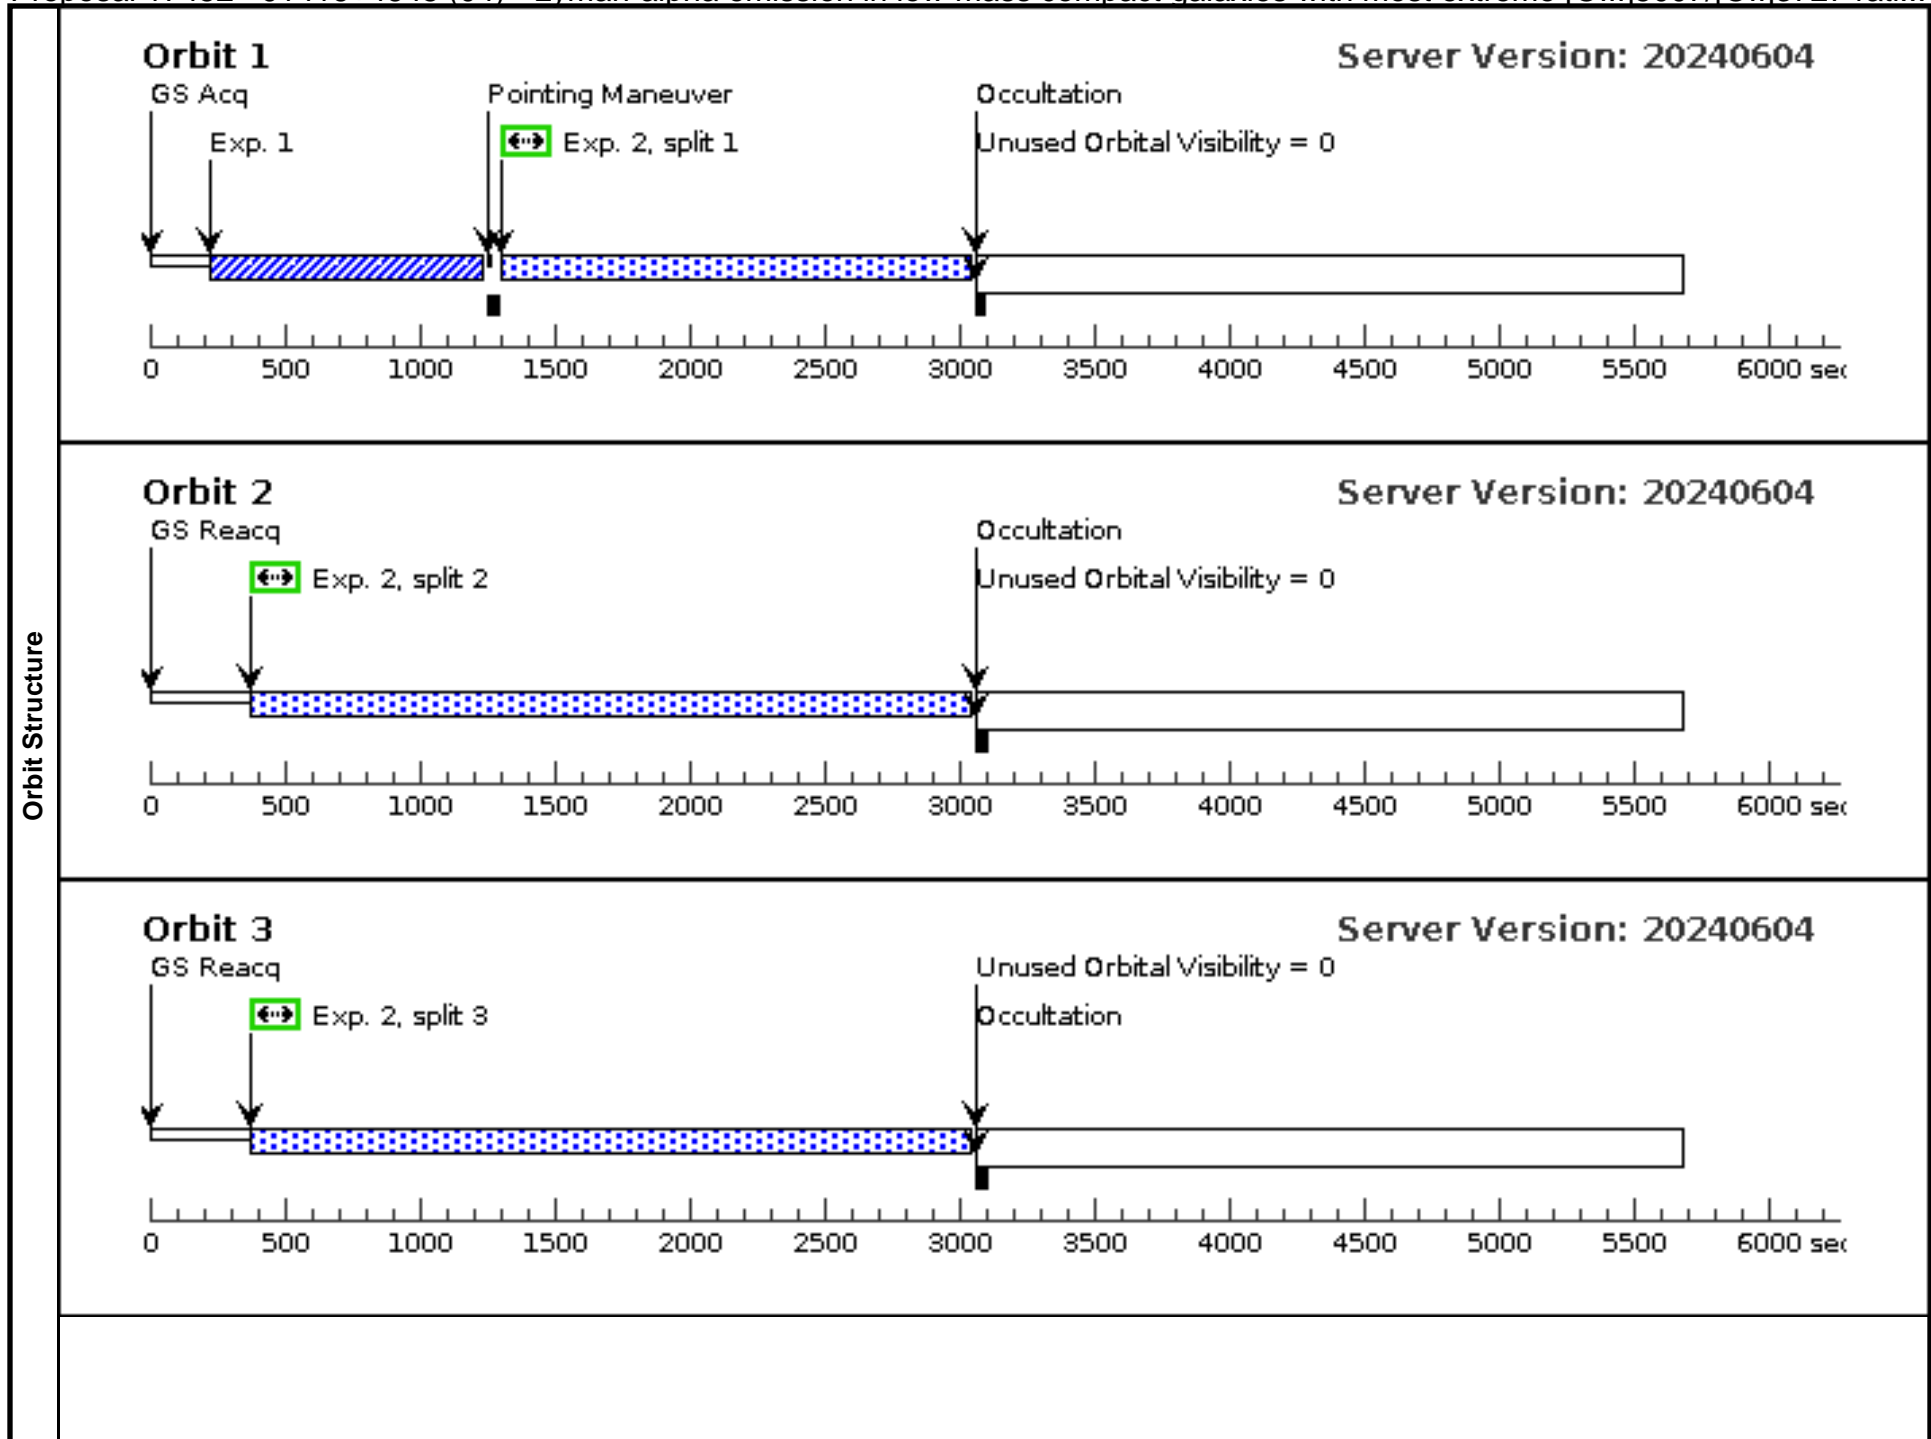 Orbit Structure
Orbit 1
Server Version: 20240604
GS Acq
Pointing Maneuver
Occultation
Exp. 1
Exp. 2, split 1
Unused Orbital Visibility = 0
0 500 1000 1500 2000 2500 3000 3500 4000 4500 5000 5500 6000
Orbit 2
Server Version: 20240604
GS Reacq
Occultation
Exp. 2, split 2
Unused Orbital Visibility = 0
0 500 1000 1500 2000 2500 3000 3500 4000 4500 5000 5500 6000
Orbit 3
Server Version: 20240604
GS Reacq
Unused Orbital Visibility = 0
Exp. 2, split 3
Occultation
0 500 1000 1500 2000 2500 3000 3500 4000 4500 5000 5500 6000